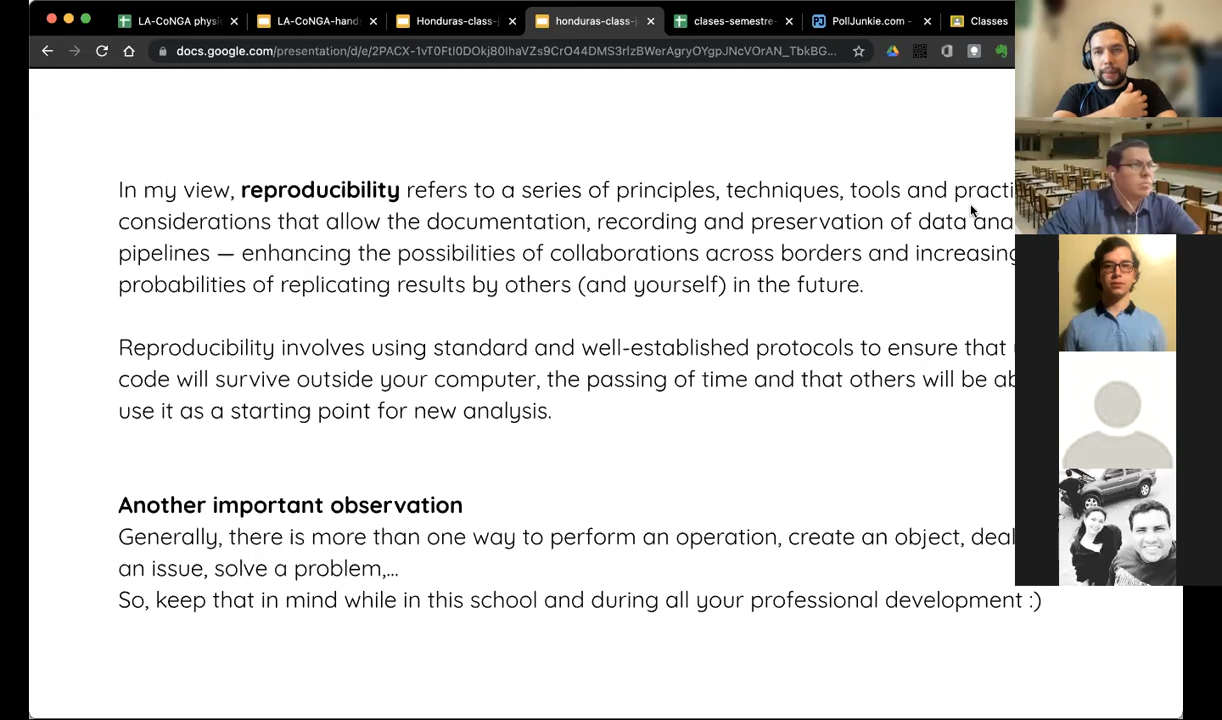 LA-CoNGA physi
LA-CoNGA-hand
Honduras-class-
honduras-class-j
clases-semestre-
PollJunkie.com -
Classes
docs.google.com/presentation/d/e/2PACX-1vT0FtI0DOkj80IhaVZs9CrO44DMS3rIzBWerAgryOYgpJNcVOrAN_TbkBG...
In my view, reproducibility refers to a series of principles, techniques, tools and practi
considerations that allow the documentation, recording and preservation of data ana
pipelines — enhancing the possibilities of collaborations across borders and increasing
probabilities of replicating results by others (and yourself) in the future.
Reproducibility involves using standard and well-established protocols to ensure that
code will survive outside your computer, the passing of time and that others will be ab
use it as a starting point for new analysis.
Another important observation
Generally, there is more than one way to perform an operation, create an object, deal
an issue, solve a problem,...
So, keep that in mind while in this school and during all your professional development :)